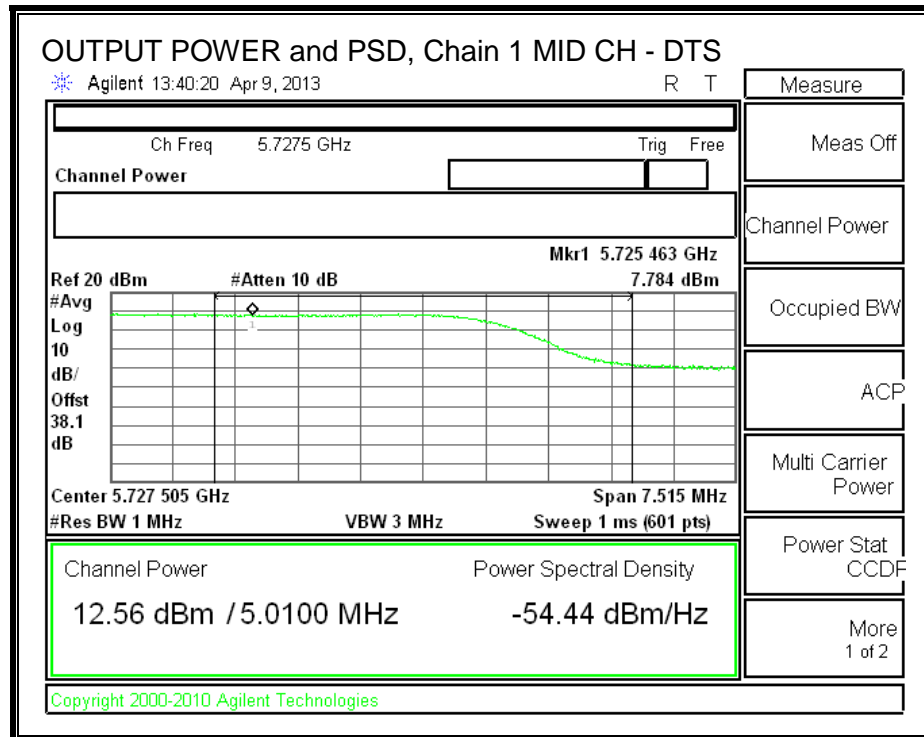 OUTPUT POWER and PSD, Chain 1 MID CH - DTS
Agilent 13:40:20 Apr 9, 2013 R T
Measure
Ch Freq 5.7275 GHz Trig Free
Meas Off
Channel Power
Channel Power
Mkr1 5.725 463 GHz
Ref 20 dBm #Atten 10 dB 7.784 dBm
#Avg
Log
10
dB/
Offst
38.1
dB
1
Occupied BW
ACP
Multi Carrier
Power
Center 5.727 505 GHz Span 7.515 MHz
#Res BW 1 MHz VBW 3 MHz Sweep 1 ms (601 pts)
Power Stat
CCDF
Channel Power Power Spectral Density
12.56 dBm / 5.0100 MHz -54.44 dBm/Hz
More
1 of 2
Copyright 2000-2010 Agilent Technologies